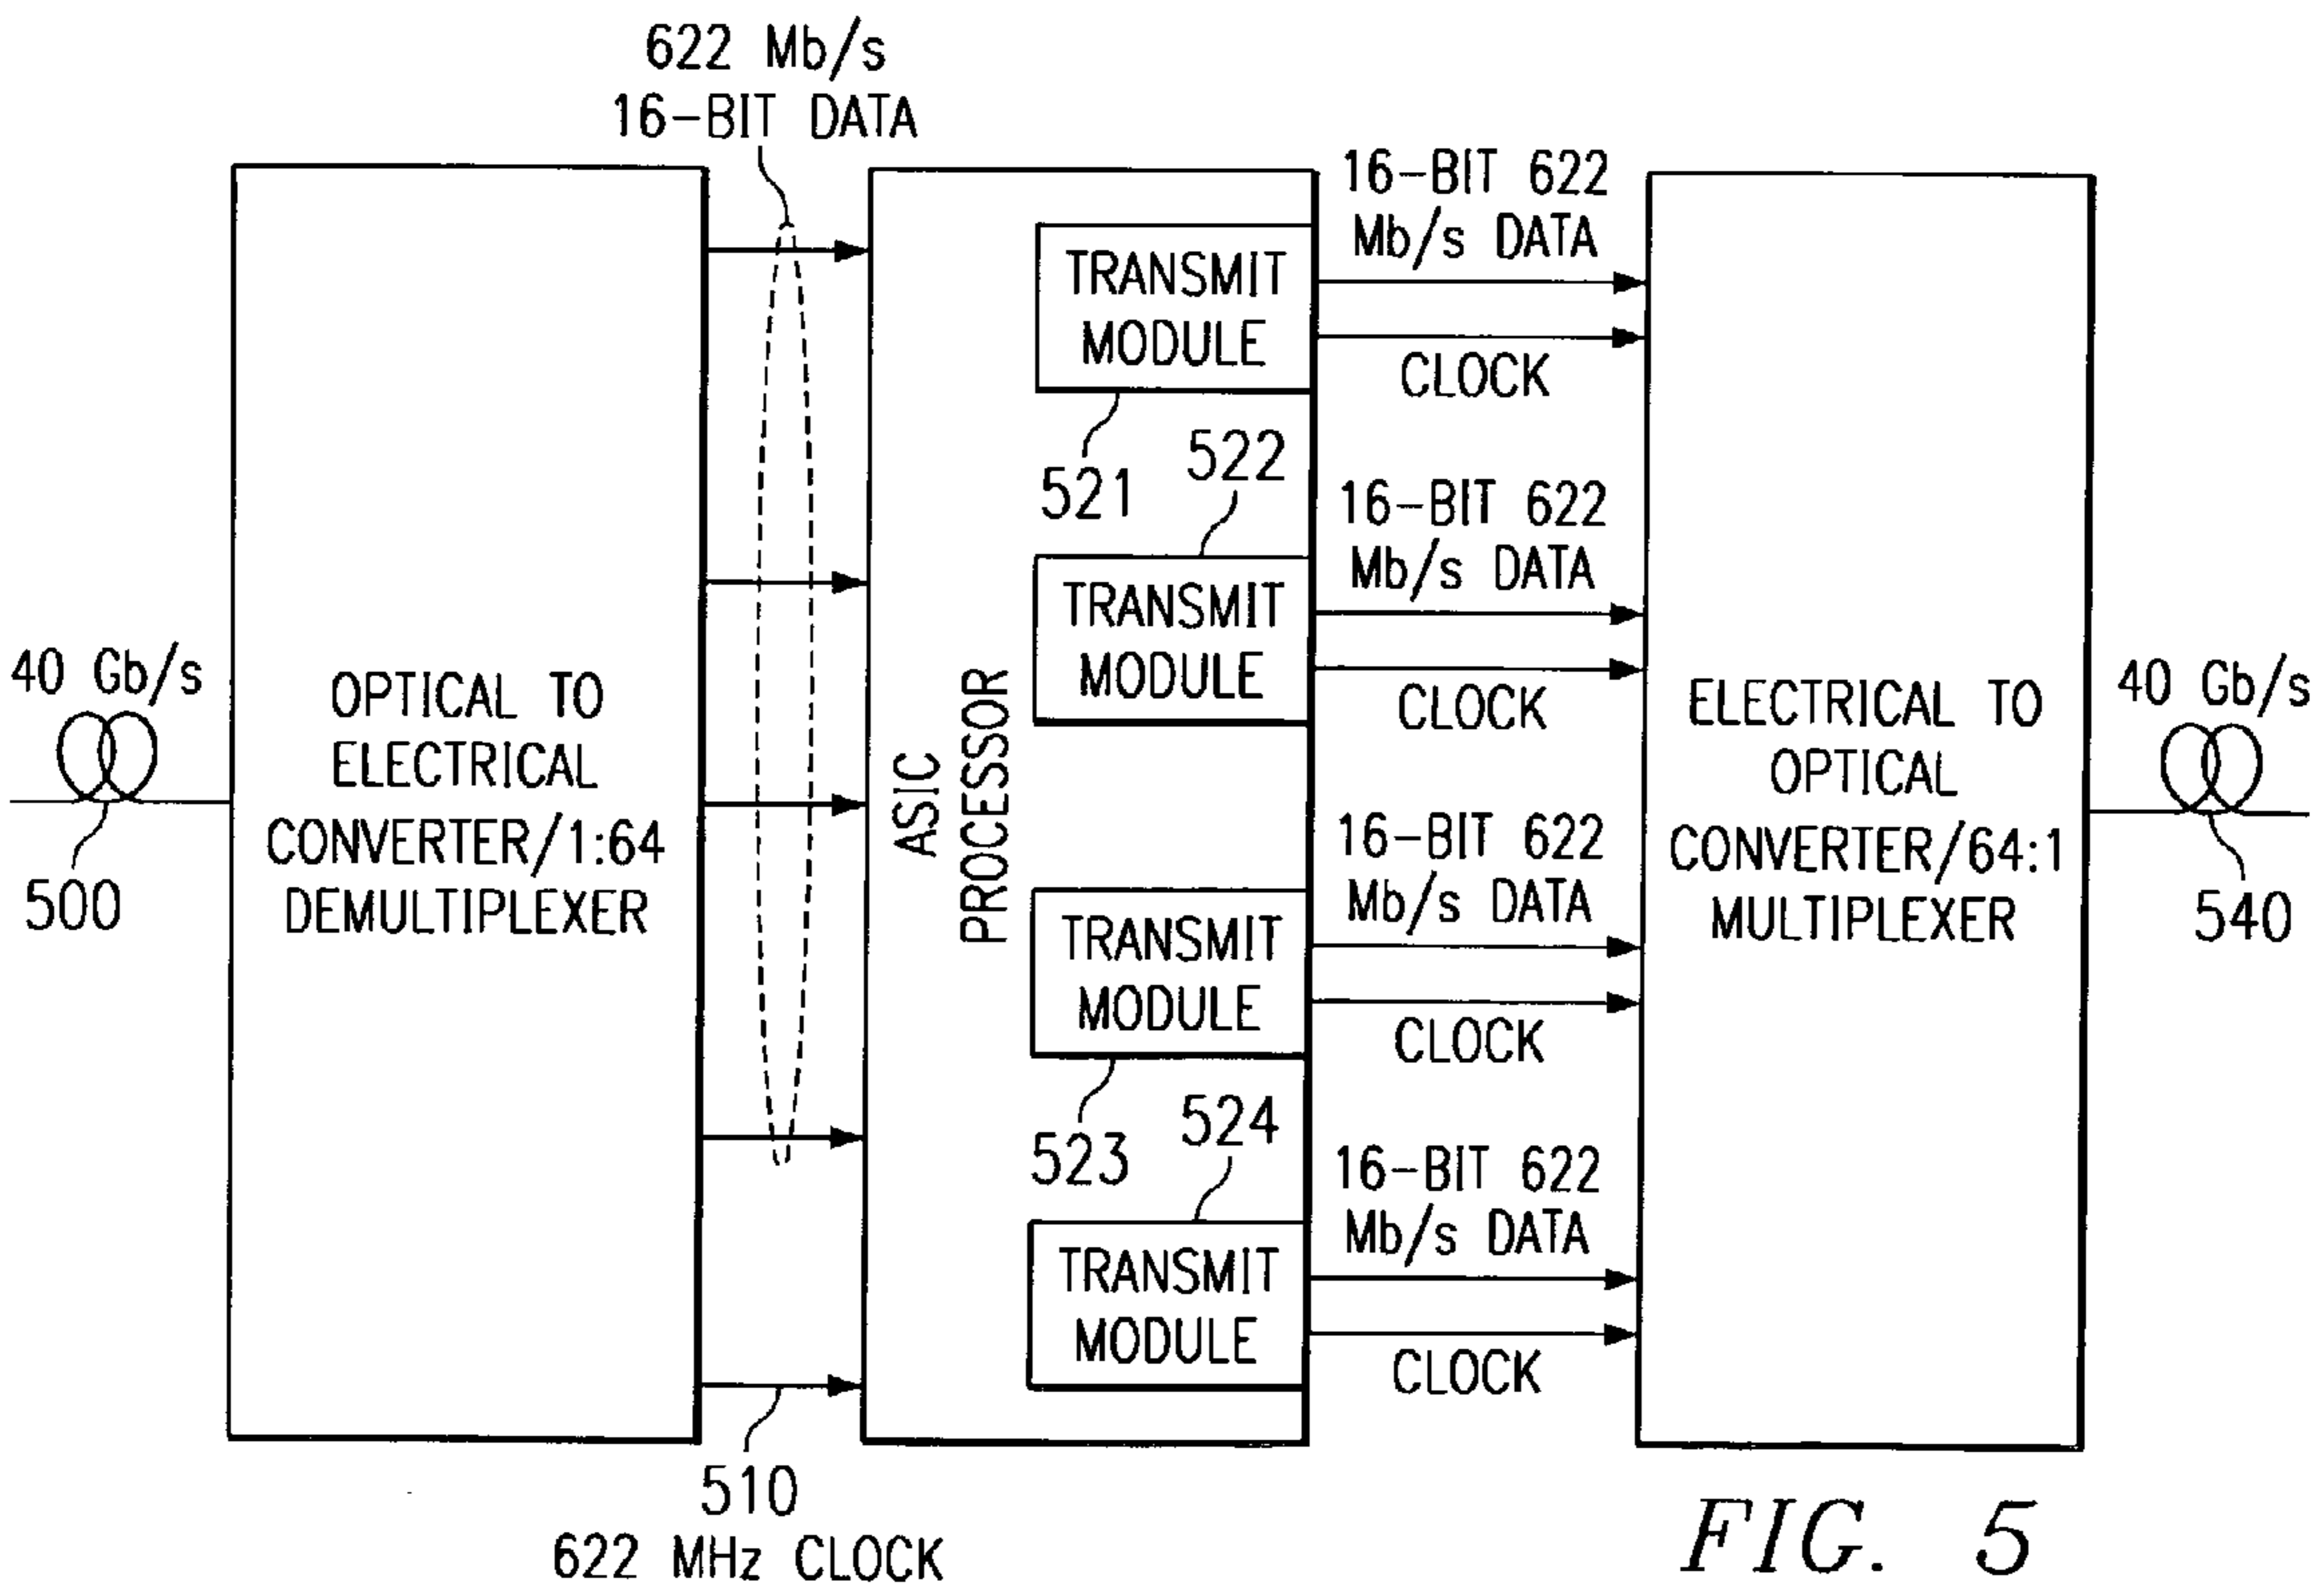 622 Mb/s
16-BIT DATA
40 Gb/s
500
OPTICAL TO
ELECTRICAL
CONVERTER/1:64
DEMULTIPLEXER
510
622 MHz CLOCK
ASIC
PROCESSOR
TRANSMIT
MODULE
521
522
TRANSMIT
MODULE
TRANSMIT
MODULE
523
524
TRANSMIT
MODULE
16-BIT 622
Mb/s DATA
CLOCK
16-BIT 622
Mb/s DATA
CLOCK
16-BIT 622
Mb/s DATA
CLOCK
16-BIT 622
Mb/s DATA
CLOCK
ELECTRICAL TO
OPTICAL
CONVERTER/64:1
MULTIPLEXER
40 Gb/s
540
FIG. 5